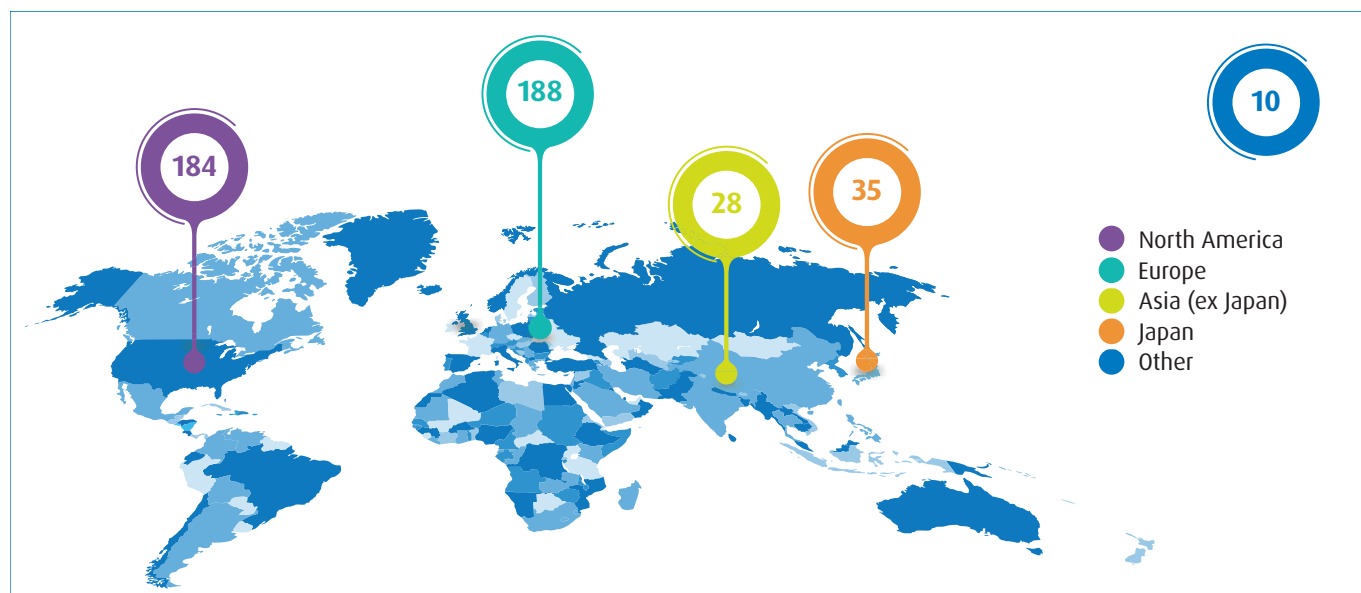 184
188
28
35
10
North America
Europe
Asia (ex Japan)
Japan
Other